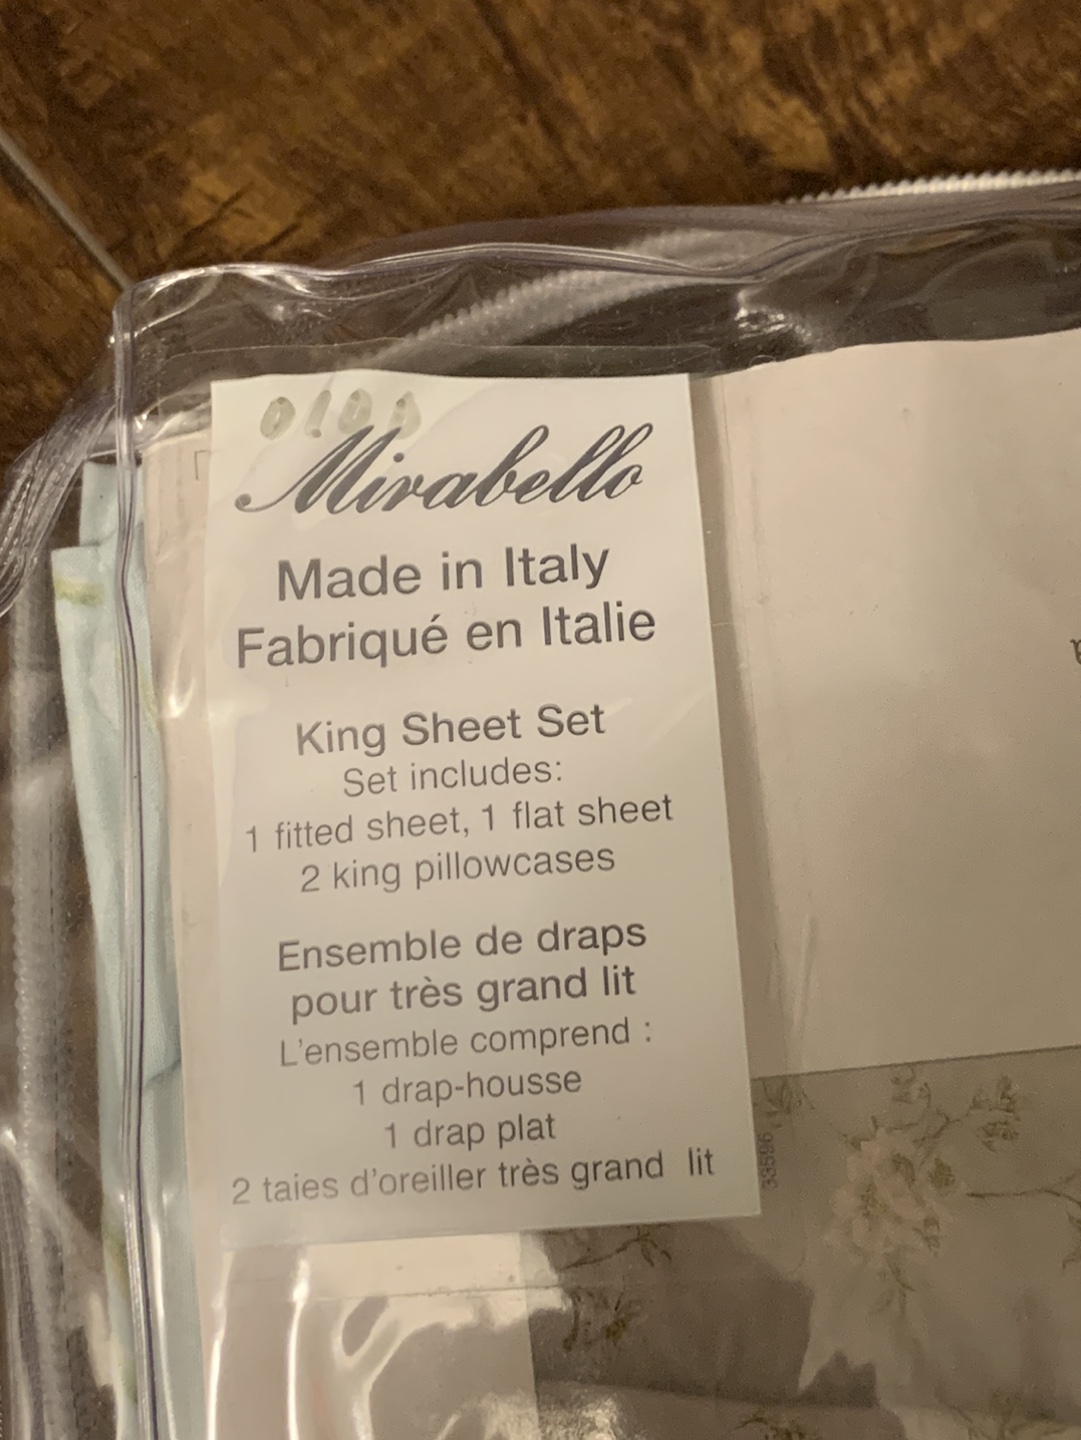 Mirabello
Made in Italy
Fabriqué en Italie
King Sheet Set
Set includes:
1 fitted sheet, 1 flat sheet
2 king pillowcases
Ensemble de draps
pour très grand lit
L'ensemble comprend :
1 drap-housse
1 drap plat
2 taies d'oreiller très grand lit
33596